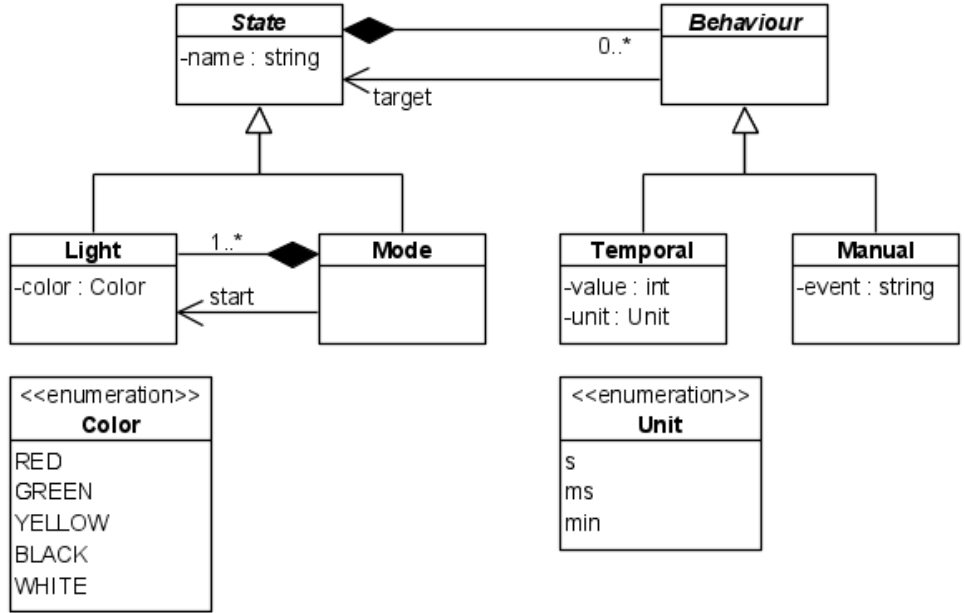 State
-name : string
Behaviour
0..*
target
Light
-color : Color
1..*
start
Mode
Temporal
-value : int
-unit : Unit
Manual
-event : string
<<enumeration>>
Color
RED
GREEN
YELLOW
BLACK
WHITE
<<enumeration>>
Unit
s
ms
min